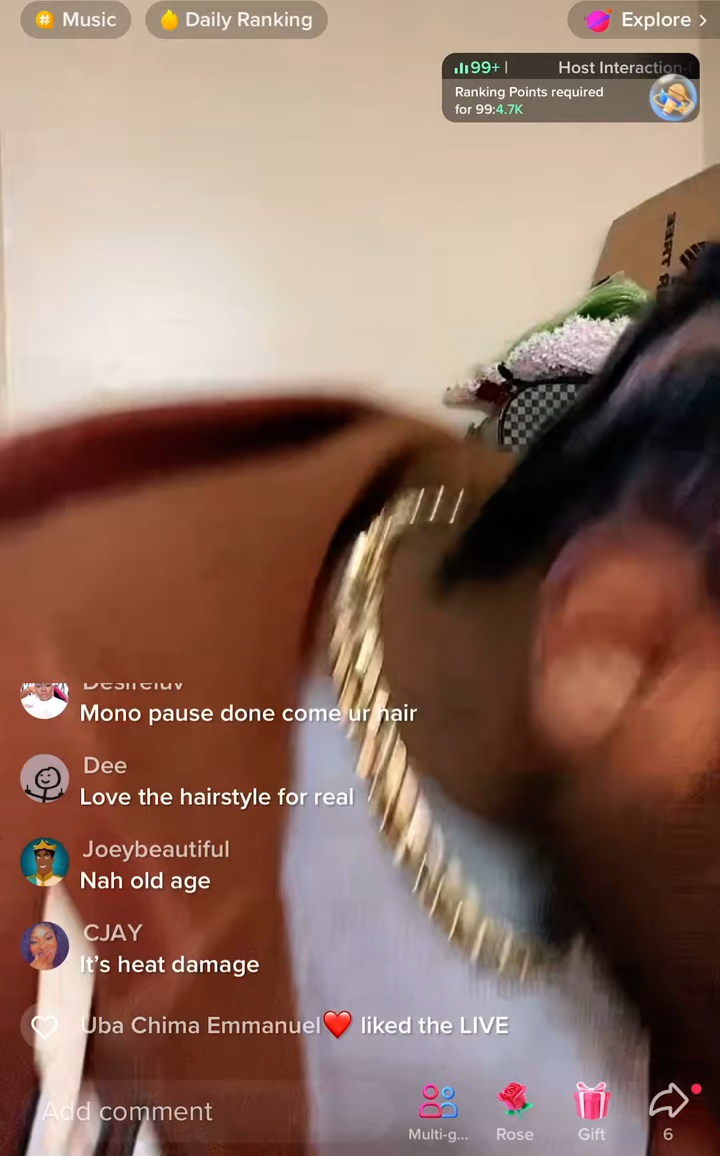 Music
Daily Ranking
Explore >
99+ |
Host Interaction
Ranking Points required
for 99:4.7K
Desireluv
Mono pause done come ur hair
Dee
Love the hairstyle for real
Joeybeautiful
Nah old age
CJAY
It's heat damage
Uba Chima Emmanuel❤️ liked the LIVE
Add comment
Multi-g...
Rose
Gift
6